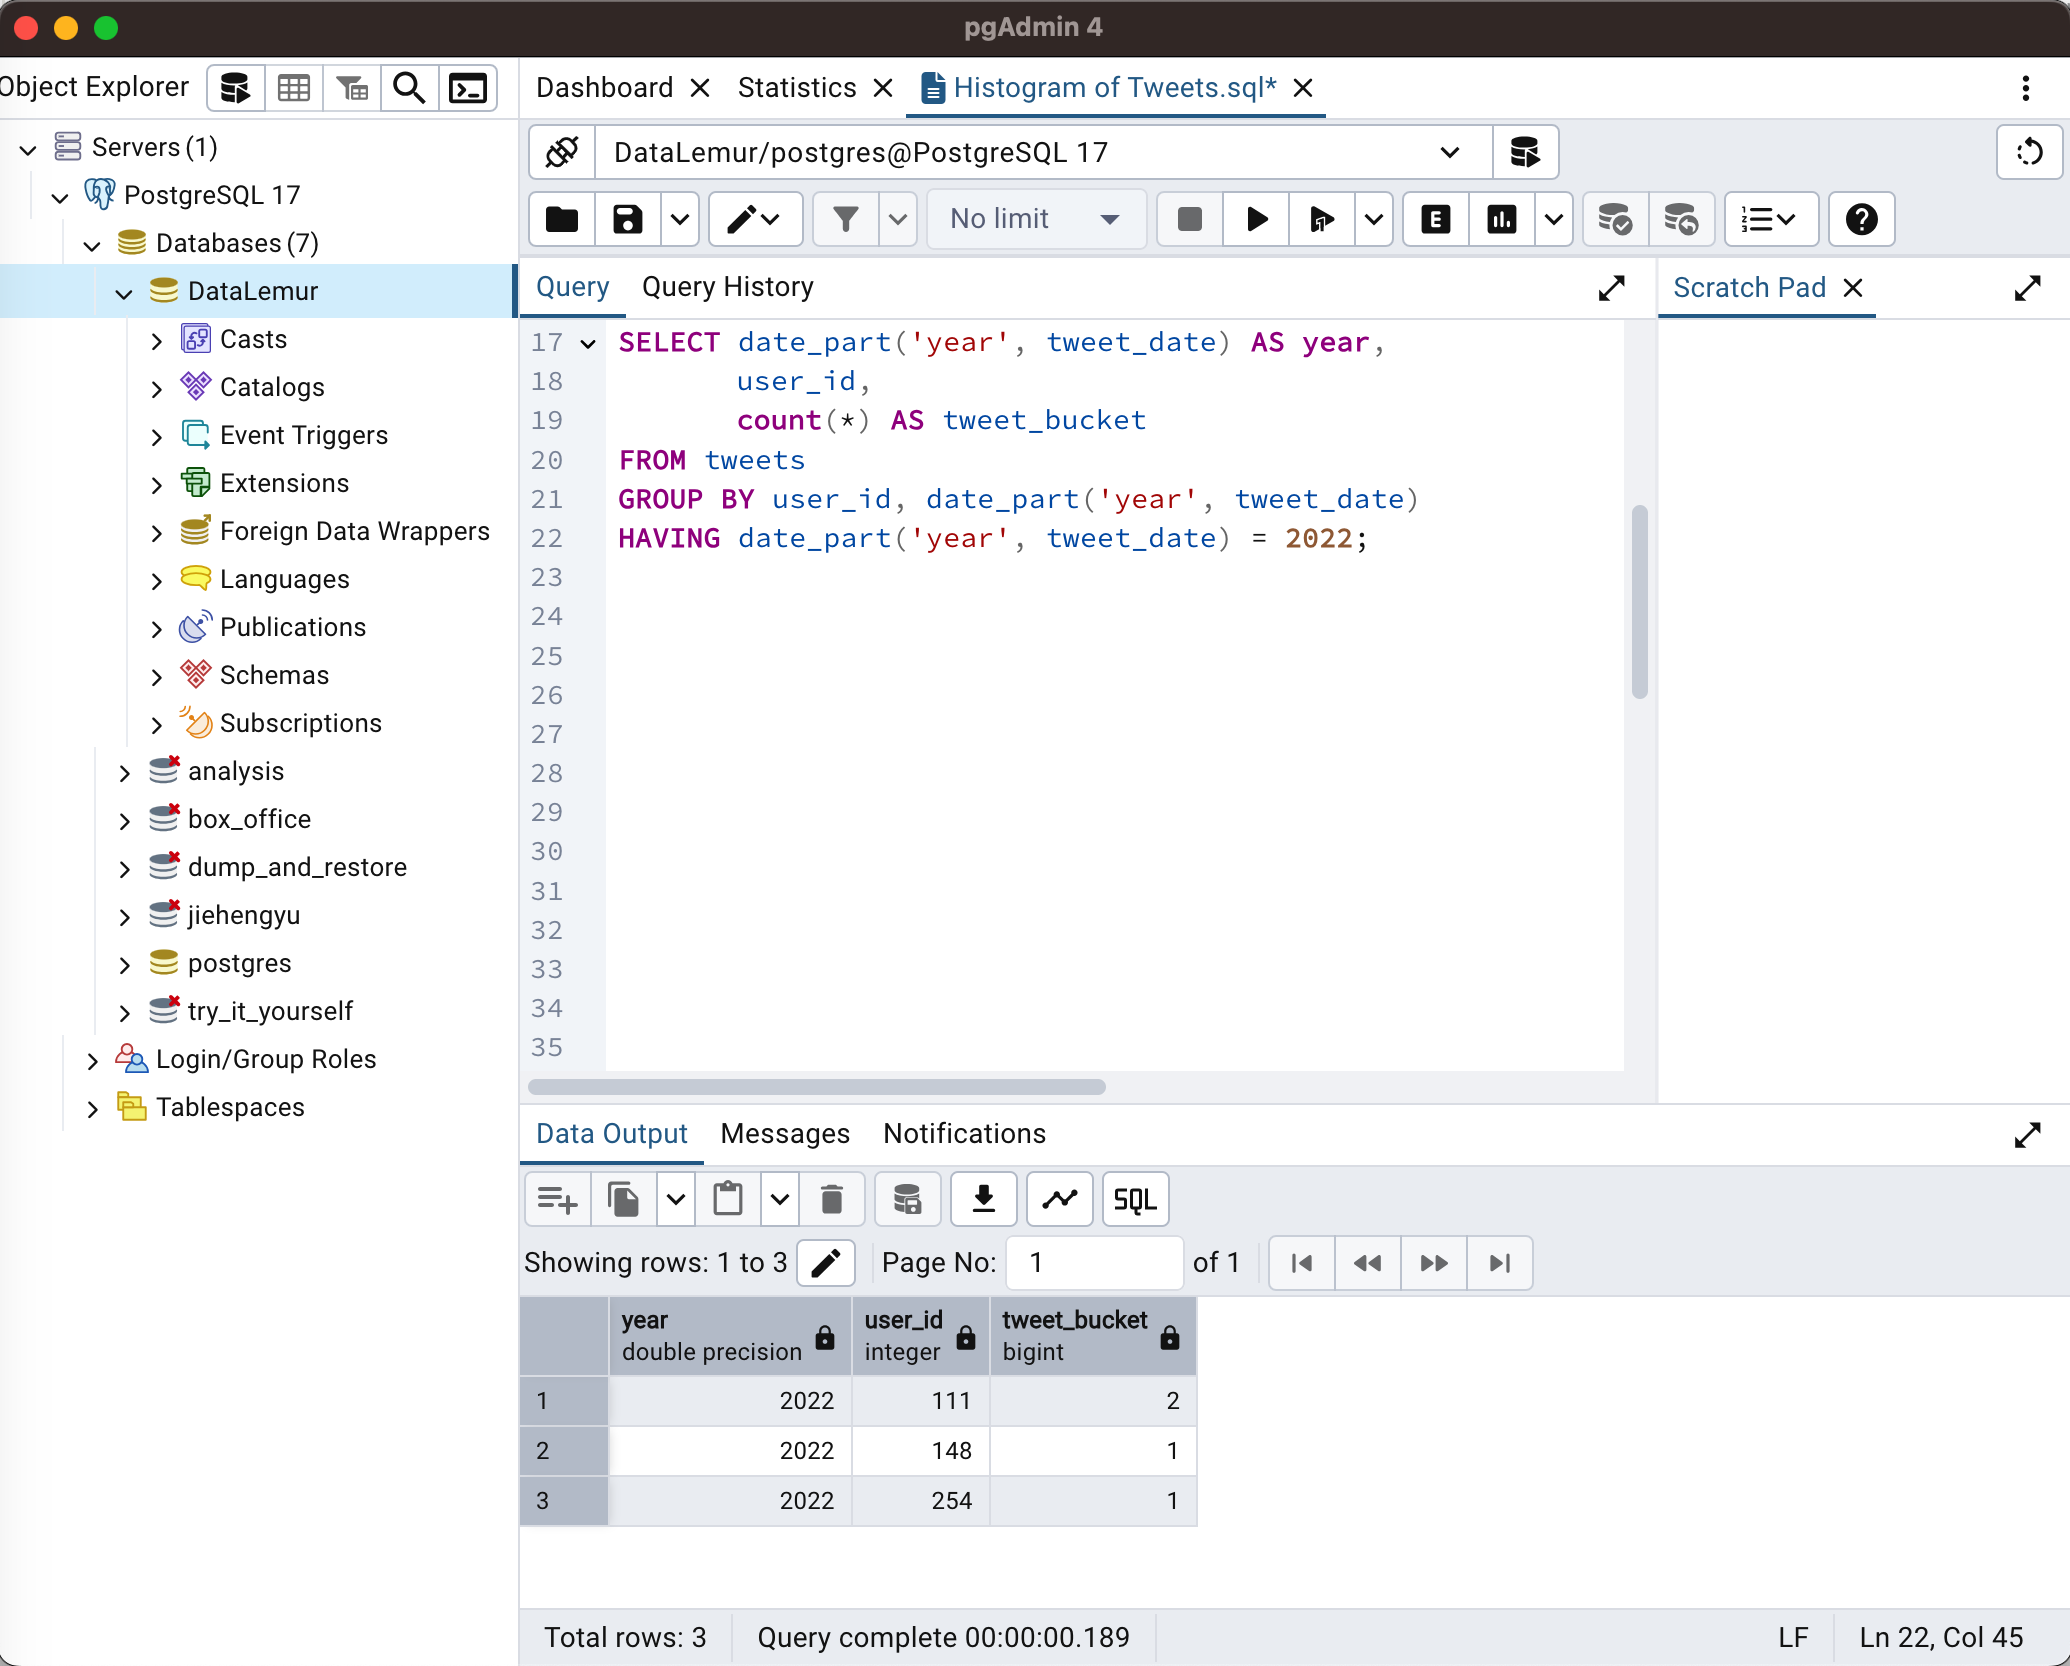 pgAdmin 4
Object Explorer
Servers (1)
PostgreSQL 17
Databases (7)
DataLemur
Casts
Catalogs
Event Triggers
Extensions
Foreign Data Wrappers
Languages
Publications
Schemas
Subscriptions
analysis
box_office
dump_and_restore
jiehengyu
postgres
try_it_yourself
Login/Group Roles
Tablespaces
Dashboard Statistics Histogram of Tweets.sql*
DataLemur/postgres@PostgreSQL 17
No limit
Query Query History
Scratch Pad
17 SELECT date_part('year', tweet_date) AS year,
18 user_id,
19 count(*) AS tweet_bucket
20 FROM tweets
21 GROUP BY user_id, date_part('year', tweet_date)
22 HAVING date_part('year', tweet_date) = 2022;
23
24
25
26
27
28
29
30
31
32
33
34
35
Data Output Messages Notifications
SQL
Showing rows: 1 to 3 Page No: 1 of 1
year user_id tweet_bucket
double precision integer bigint
1 2022 111 2
2 2022 148 1
3 2022 254 1
Total rows: 3 Query complete 00:00:00.189 LF Ln 22, Col 45